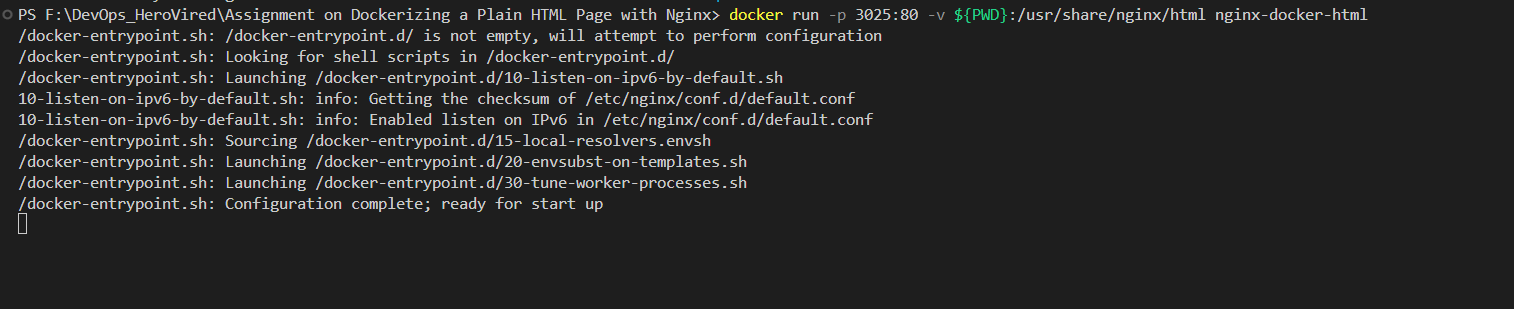 PS F:\DevOps_HeroVired\Assignment on Dockerizing a Plain HTML Page with Nginx> docker run -p 3025:80 -v ${PWD}:/usr/share/nginx/html nginx-docker-html
/docker-entrypoint.sh: /docker-entrypoint.d/ is not empty, will attempt to perform configuration
/docker-entrypoint.sh: Looking for shell scripts in /docker-entrypoint.d/
/docker-entrypoint.sh: Launching /docker-entrypoint.d/10-listen-on-ipv6-by-default.sh
10-listen-on-ipv6-by-default.sh: info: Getting the checksum of /etc/nginx/conf.d/default.conf
10-listen-on-ipv6-by-default.sh: info: Enabled listen on IPv6 in /etc/nginx/conf.d/default.conf
/docker-entrypoint.sh: Sourcing /docker-entrypoint.d/15-local-resolvers.envsh
/docker-entrypoint.sh: Launching /docker-entrypoint.d/20-envsubst-on-templates.sh
/docker-entrypoint.sh: Launching /docker-entrypoint.d/30-tune-worker-processes.sh
/docker-entrypoint.sh: Configuration complete; ready for start up